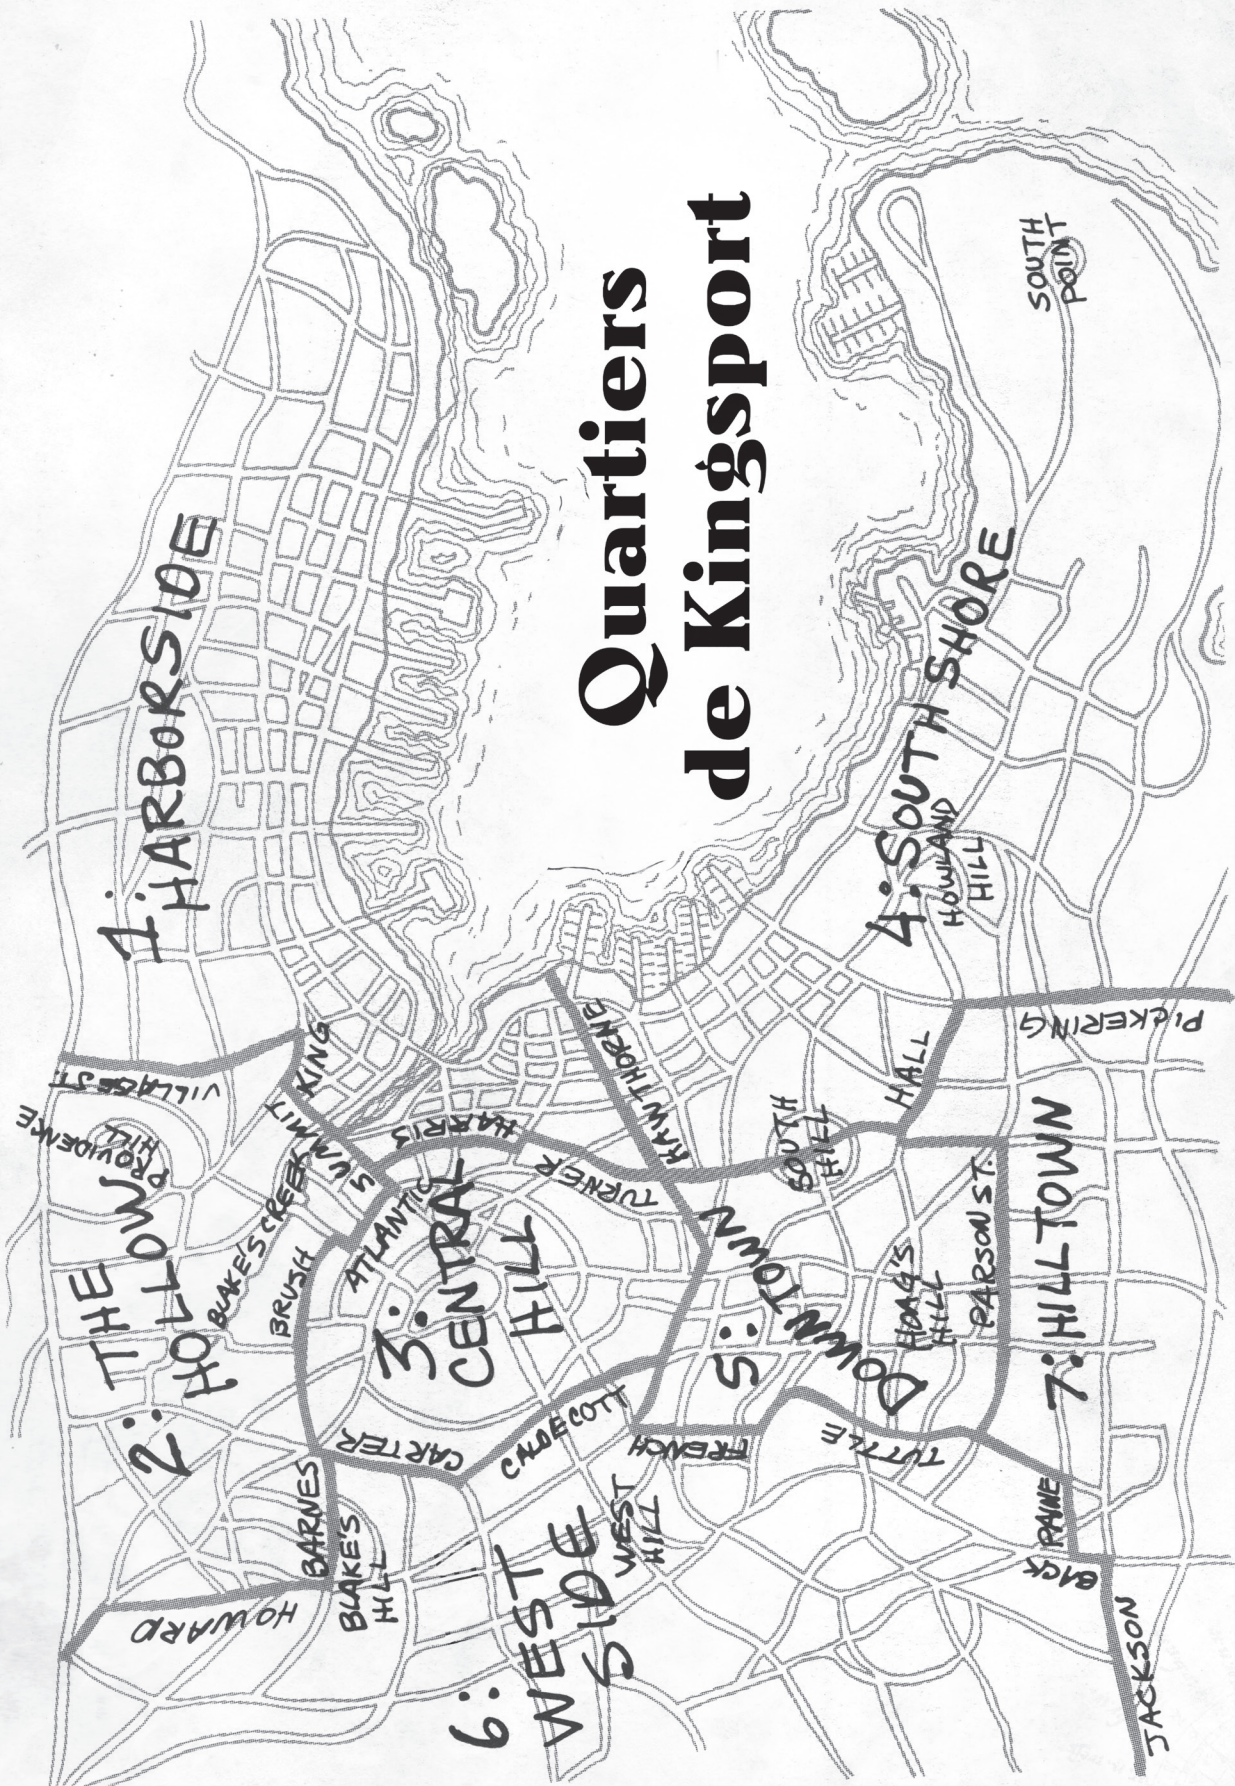 Quartiers
de Kingsport
1:
HARBORSIDE
2: THE
HOLLOW
PROVIDENCE
HILL
VILLAGE ST.
KING
SUMMIT
BLAKE'S CREEK
BRUSH
ATLANTIC
HARRIS
TURNER
HAWTHORNE
3:
CENTRAL
HILL
CARTER
CALDECOTT
BARNES
BLAKE'S
HILL
HOWARD
4: SOUTH SHORE
HOWLAND
HILL
SOUTH
POINT
PICKERING
HALL
SOUTH
HILL
5:
DOWNTOWN
HOAG'S
HILL
PARSON ST.
FRENCH
TUTTLE
6:
WEST
SIDE
WEST
HILL
7: HILLTOWN
PAINE
BACK
JACKSON